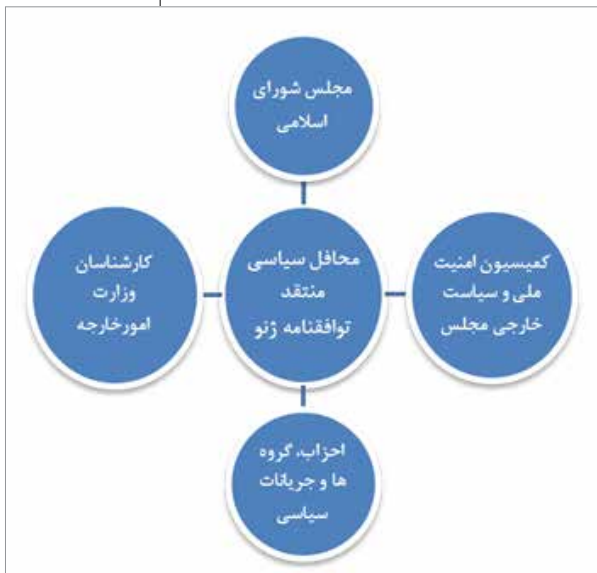 مجلس شورای
اسلامی
کمیسیون امنیت
ملی و سیاست
خارجی مجلس
محافل سیاسی
منتقد
توافقنامه ژنو
کارشناسان
وزارت
امورخارجه
احزاب، گروه
ها و جریانات
سیاسی